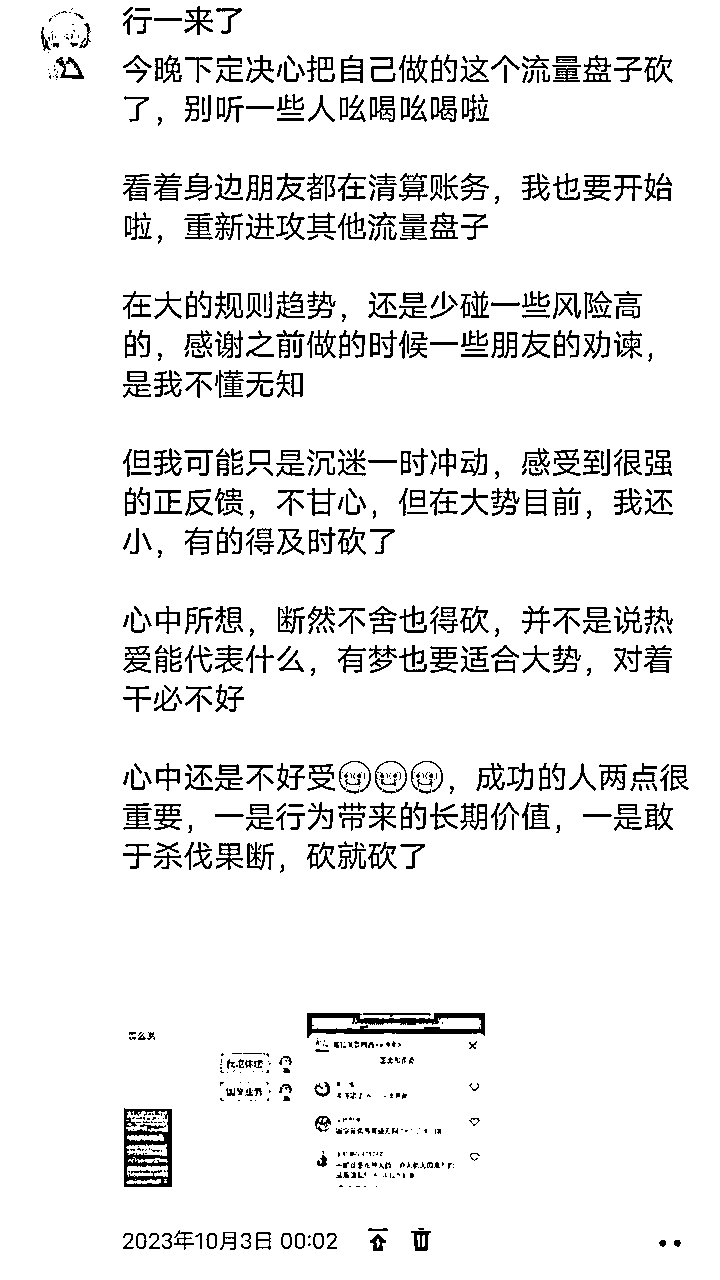 行一来了
今晚下定决心把自己做的这个流量盘子砍
了，别听一些人吆喝吆喝啦
看着身边朋友都在清算账务，我也要开始
啦，重新进攻其他流量盘子
在大的规则趋势，还是少碰一些风险高
的，感谢之前做的时候一些朋友的劝谏，
是我不懂无知
但我可能只是沉迷一时冲动，感受到很强
的正反馈，不甘心，但在大势目前，我还
小，有的得及时砍了
心中所想，断然不舍也得砍，并不是说热
爱能代表什么，有梦也要适合大势，对着
干必不好
心中还是不好受，成功的人两点很
重要，一是行为带来的长期价值，一是敢
于杀伐果断，砍就砍了
怎么说
2023年10月3日 00:02